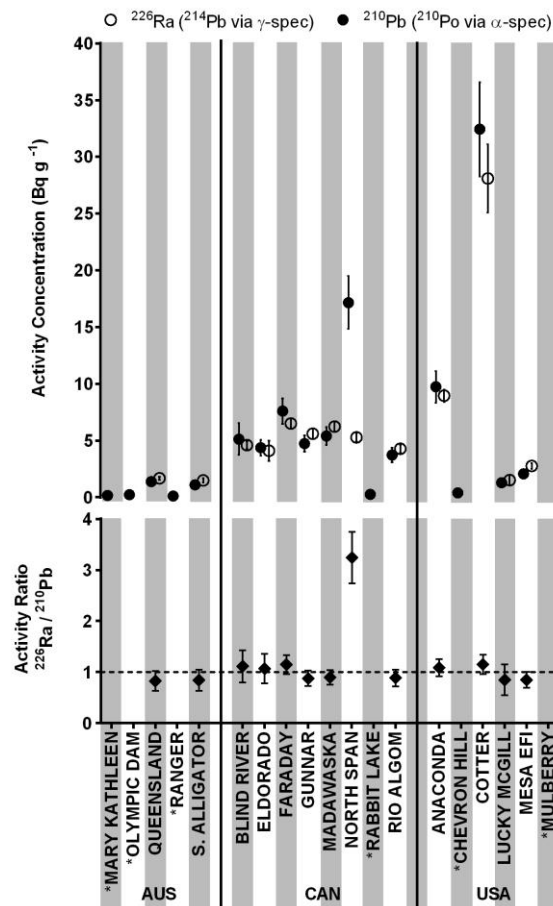 ○ ²²⁶Ra (²¹⁴Pb via γ-spec) ● ²¹⁰Pb (²¹⁰Po via α-spec)
Activity Concentration (Bq g ⁻¹)
40
35
30
25
20
15
10
5
0
Activity Ratio
²²⁶Ra / ²¹⁰Pb
4
3
2
1
0
*MARY KATHLEEN
*OLYMPIC DAM
QUEENSLAND
*RANGER
S. ALLIGATOR
BLIND RIVER
ELDORADO
FARADAY
GUNNAR
MADAWASKA
NORTH SPAN
*RABBIT LAKE
RIO ALGOM
ANACONDA
*CHEVRON HILL
COTTER
LUCKY MCGILL
MESA EFI
*MULBERRY
AUS CAN USA